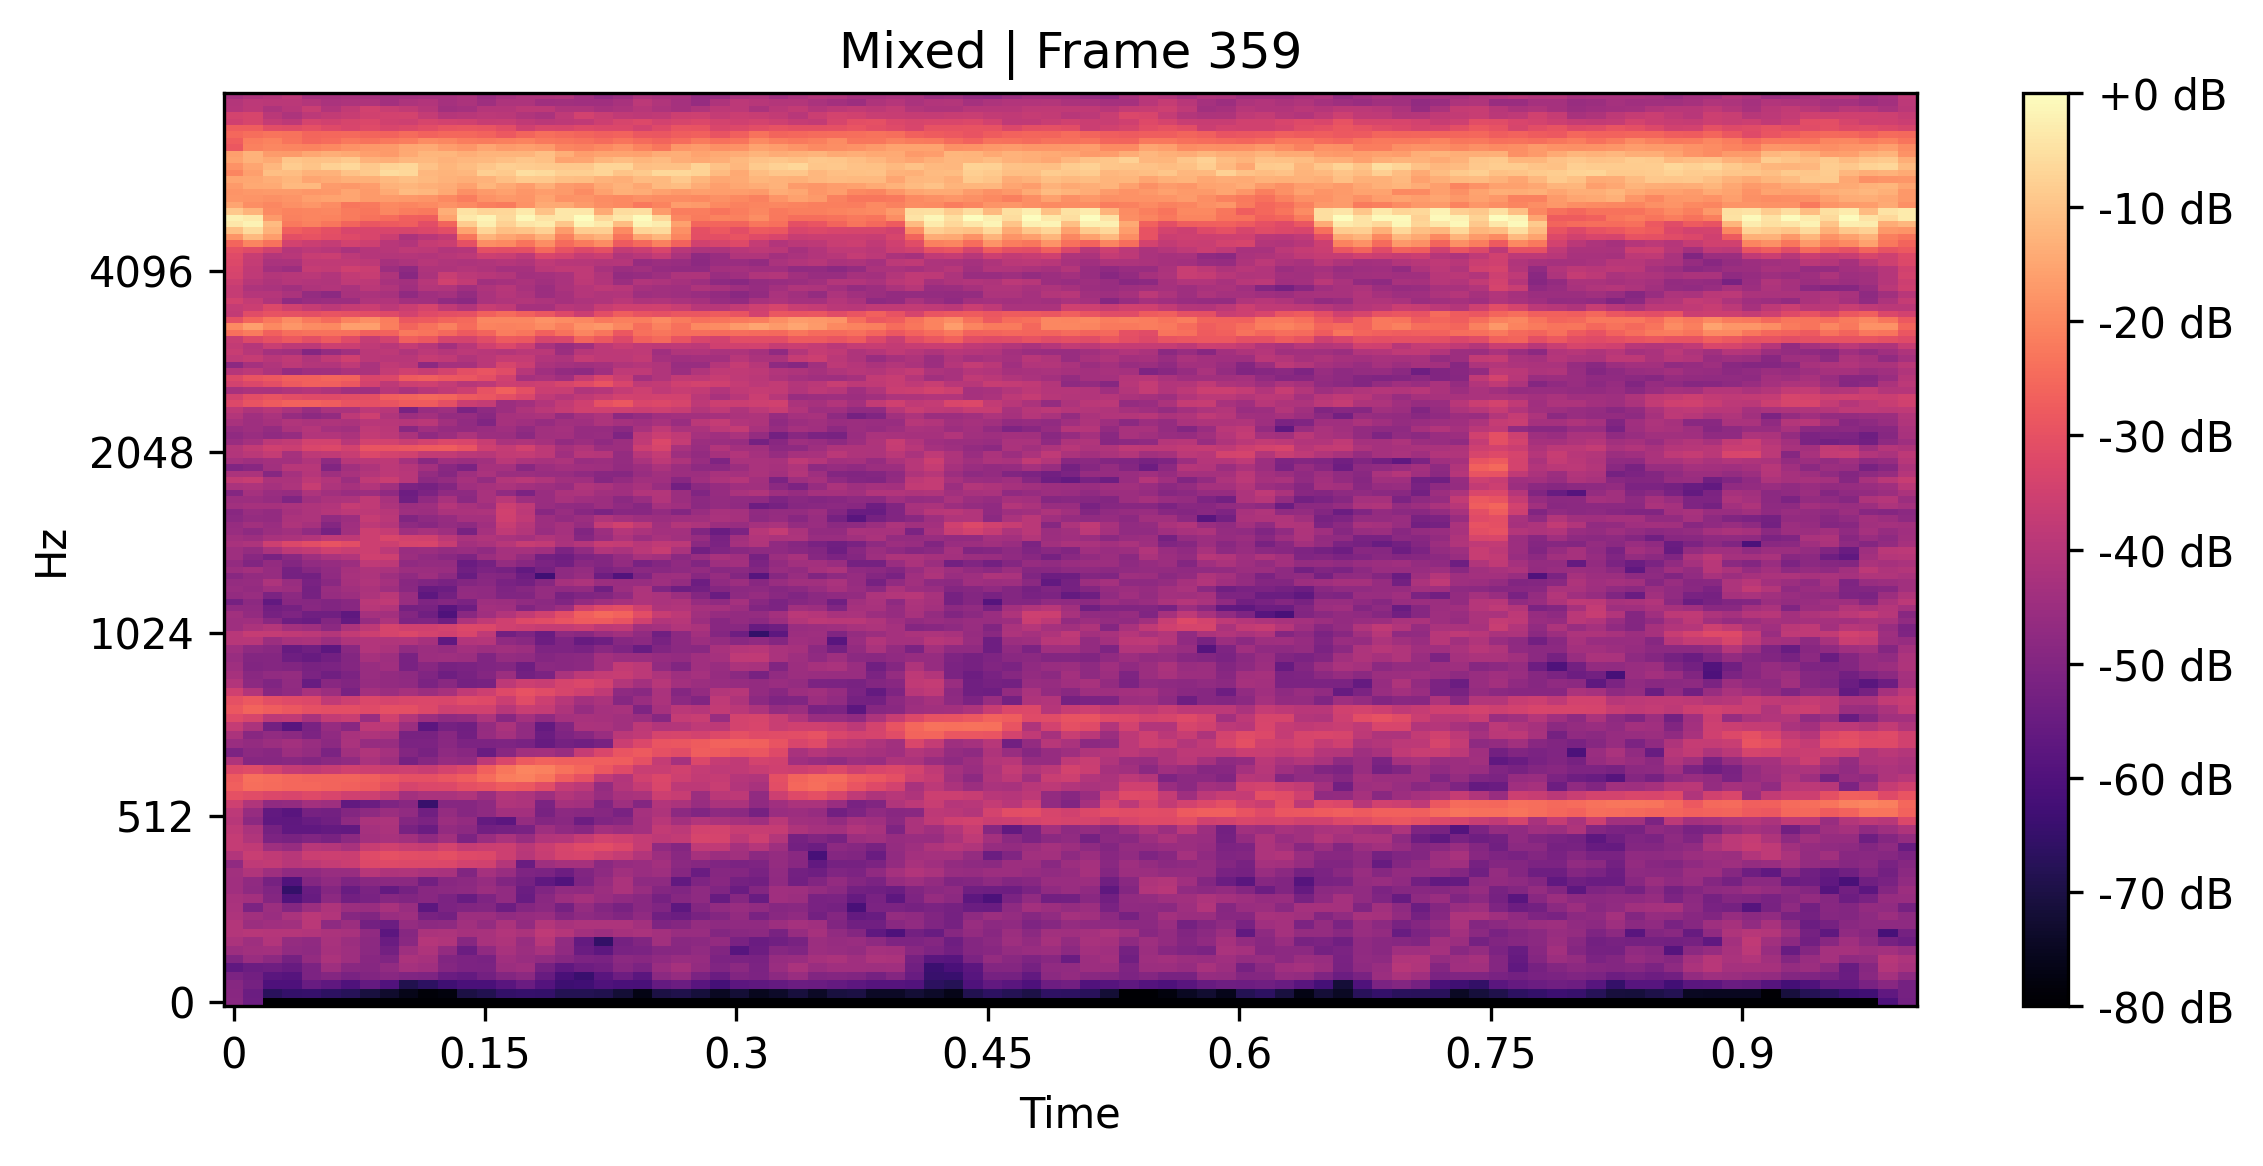 Mixed | Frame 359
+0 dB
-10 dB
-20 dB
-30 dB
-40 dB
-50 dB
-60 dB
-70 dB
-80 dB
4096
2048
1024
512
0
Hz
0 0.15 0.3 0.45 0.6 0.75 0.9
Time